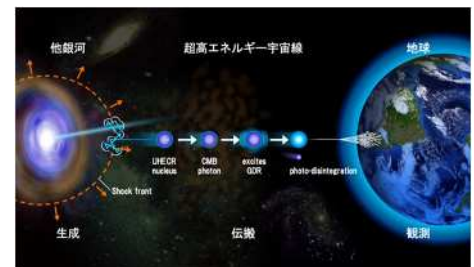 他銀河
超高エネルギー宇宙線
地球
UHECR
nucleus
CMB
photon
excites
GDR
photo-disintegration
Shock front
生成
伝搬
観測